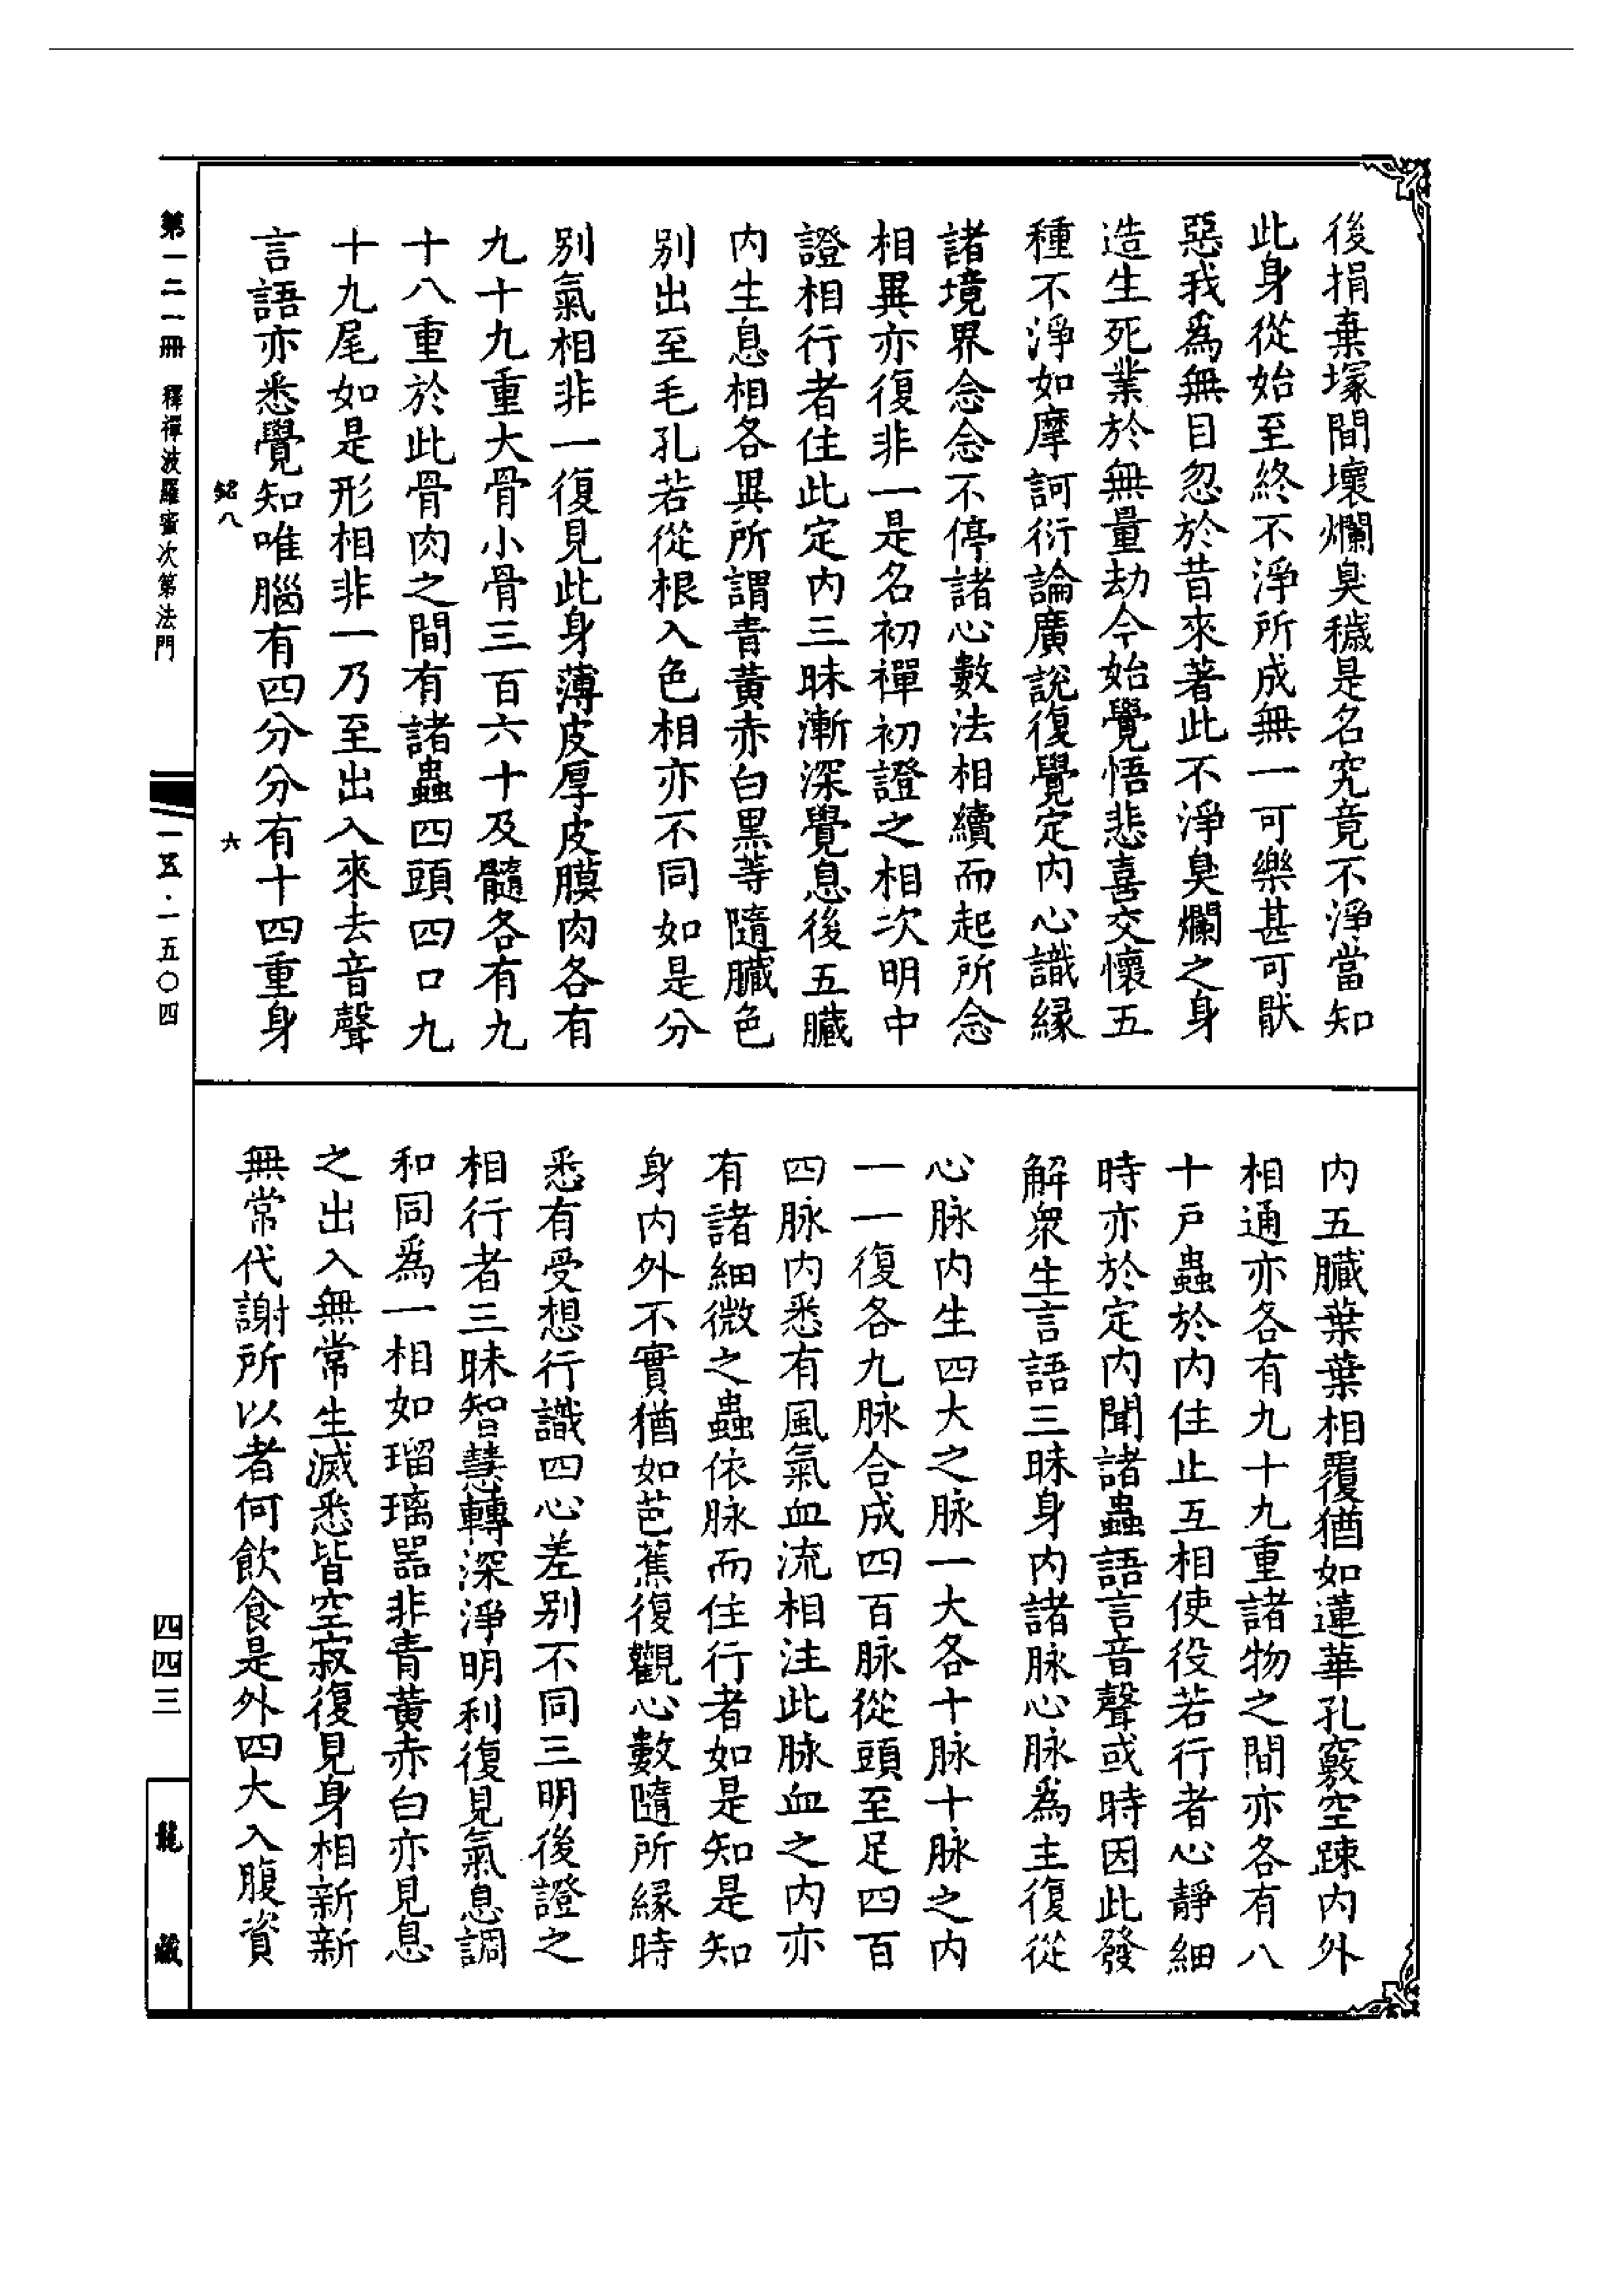 後捐棄塚間壞爛臭穢是名究竟不淨當知
此身從始至終不淨所成無一可樂甚可猒
惡我爲無目忽於昔來著此不淨臭爛之身
造生死業於無量劫今始覺悟悲喜交懷五
種不淨如摩訶衍論廣說復覺定內心識緣
諸境界念念不停諸心數法相續而起所念
相異亦復非一是名初禪初證之相次明中
證相行者住此定內三昧漸深覺息後五臟
內生息相各異所謂青黃赤白黑等隨臟色
別出至毛孔若從根入色相亦不同如是分
別氣相非一復見此身薄皮厚皮膜肉各有
九十九重大骨小骨三百六十及髓各有九
十八重於此骨肉之間有諸蟲四頭四口九
十九尾如是形相非一乃至出入來去音聲
言語亦悉覺知唯腦有四分分有十四重身
內五臟葉葉相覆猶如蓮華孔竅空疎內外
相通亦各有九十九重諸物之間亦各有八
十戶蟲於內住止互相使役若行者心靜細
時亦於定內聞諸蟲語言音聲或時因此發
解眾生言語三昧身內諸脉心脉爲主復從
心脉內生四大之脉一大各十脉十脉之內
一一復各九脉合成四百脉從頭至足四百
四脉內悉有風氣血流相注此脉血之內亦
有諸細微之蟲依脉而住行者如是知是知
身內外不實猶如芭蕉復觀心數隨所緣時
悉有受想行識四心差別不同三明後證之
相行者三昧智慧轉深淨明利復見氣息調
和同爲一相如瑠璃器非青黃赤白亦見息
之出入無常生滅悉皆空寂復見身相新新
無常代謝所以者何飲食是外四大入腹資
銘八
六
第一二一冊 釋禪波羅蜜次第法門
一五·一五〇四
四四三
龍藏